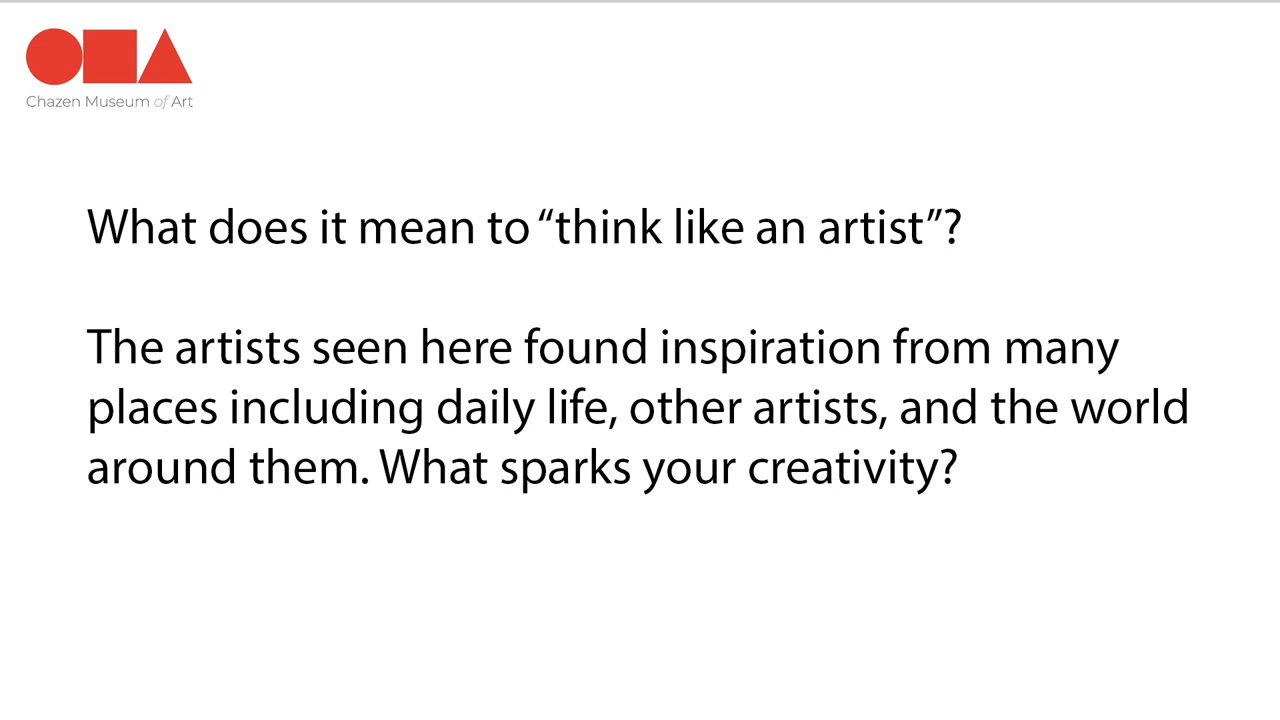 Chazen Museum of Art
What does it mean to “think like an artist”?
The artists seen here found inspiration from many
places including daily life, other artists, and the world
around them. What sparks your creativity?